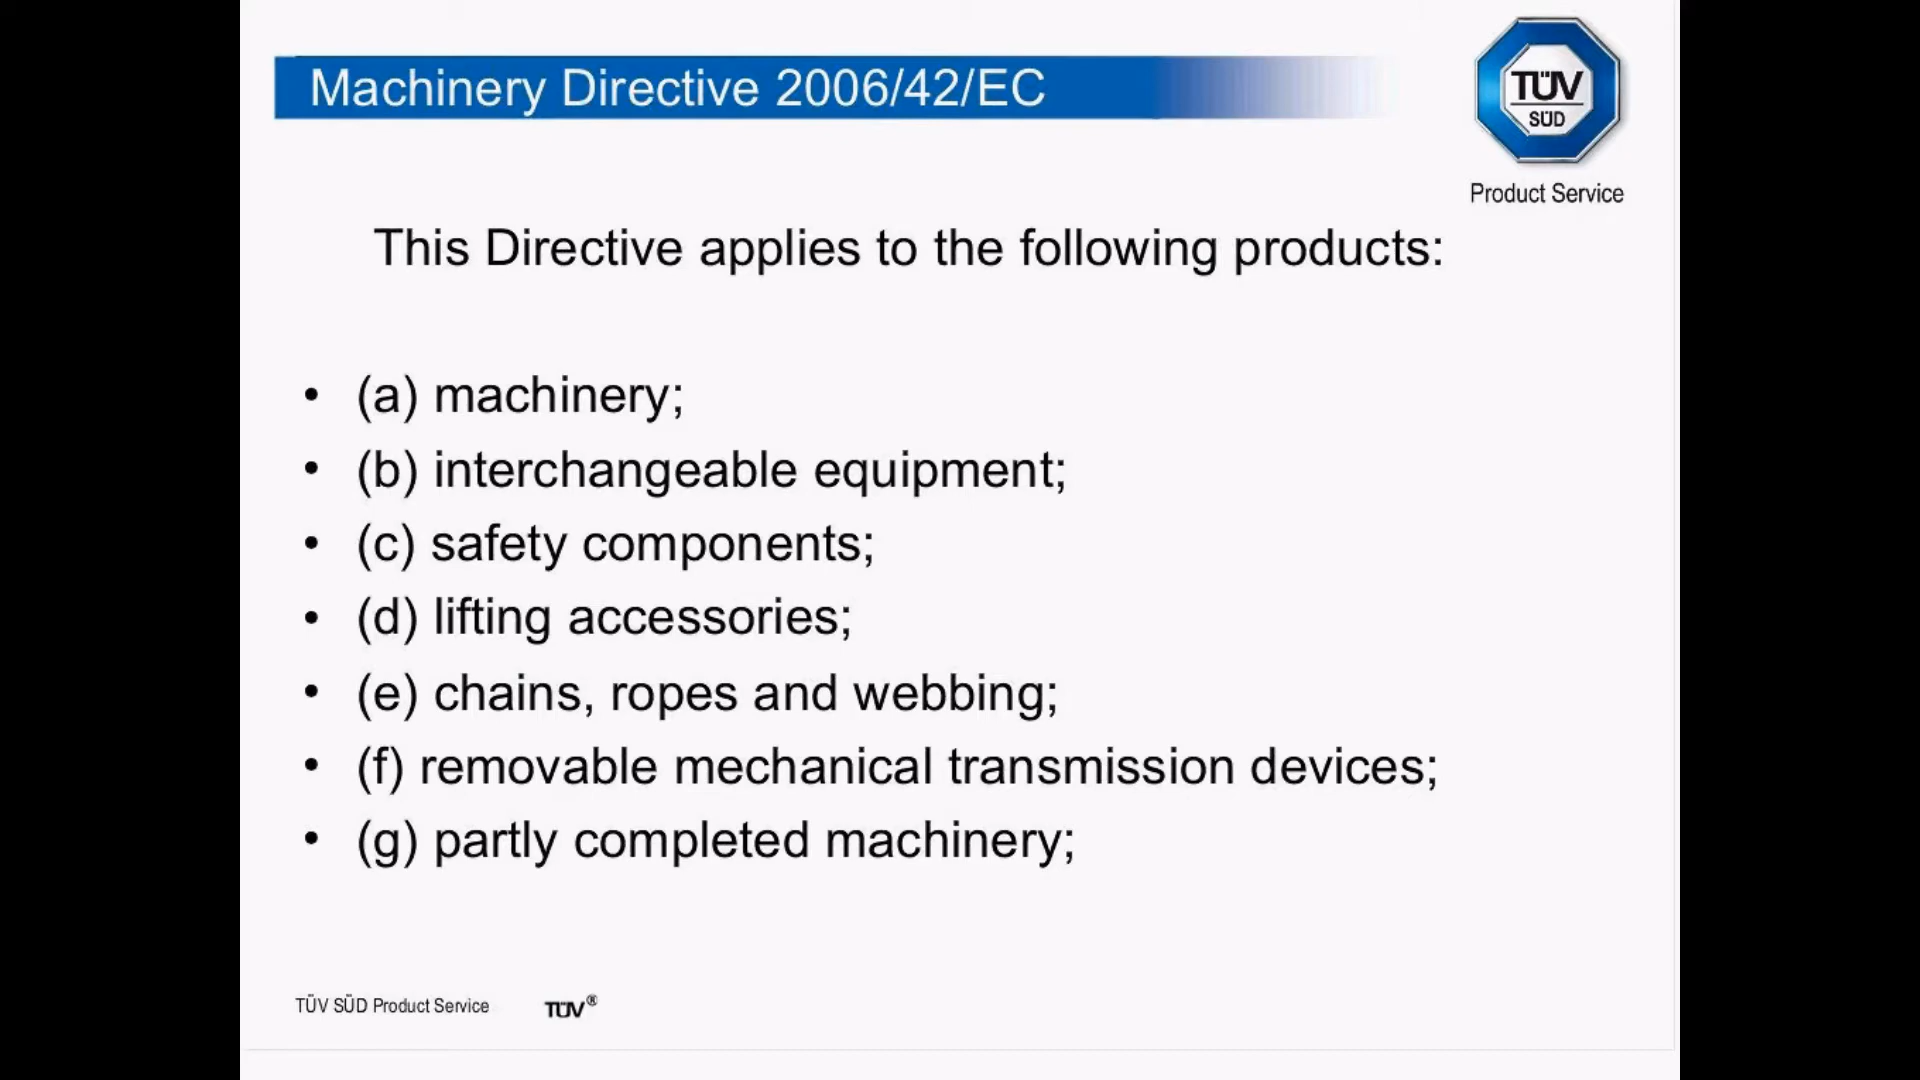 Machinery Directive 2006/42/EC
TÜV
SÜD
Product Service
This Directive applies to the following products:
• (a) machinery;
• (b) interchangeable equipment;
• (c) safety components;
• (d) lifting accessories;
• (e) chains, ropes and webbing;
• (f) removable mechanical transmission devices;
• (g) partly completed machinery;
TÜV SÜD Product Service TÜV®